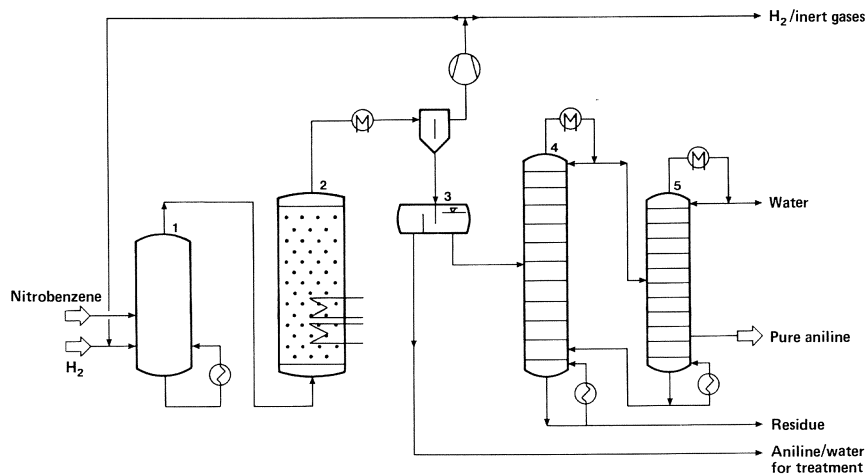 H2/inert gases
4
5
2
3
1
Water
Nitrobenzene
Pure aniline
H2
Residue
Aniline/water
for treatment